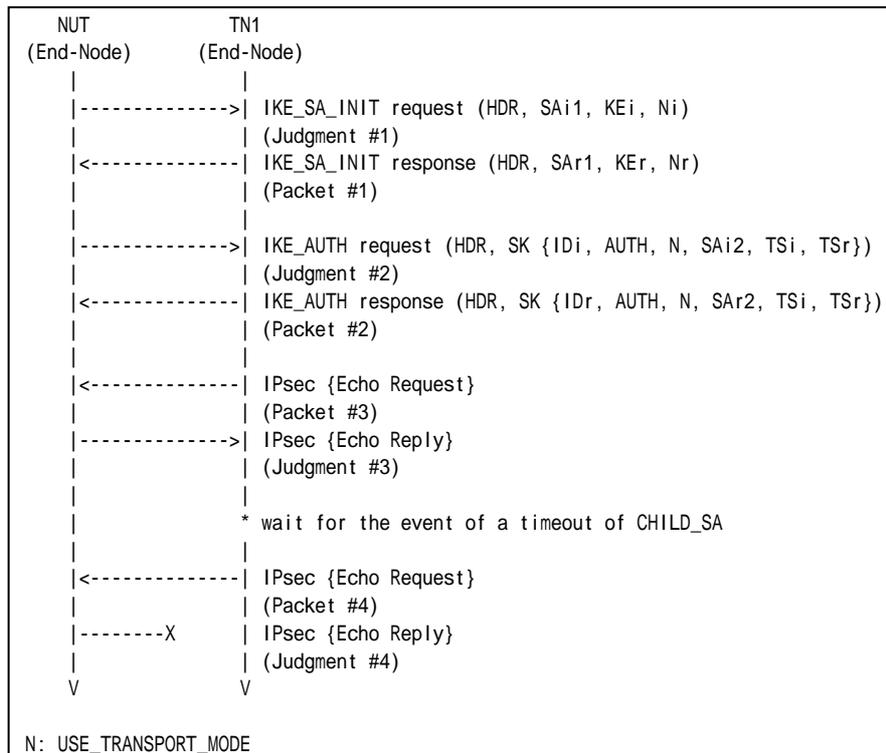 NUT TN1
(End-Node) (End-Node)
| |
|-------------->| IKE_SA_INIT request (HDR, SAi1, KEi, Ni)
| | (Judgment #1)
|<--------------| IKE_SA_INIT response (HDR, SAr1, KEr, Nr)
| | (Packet #1)
| |
|-------------->| IKE_AUTH request (HDR, SK {IDi, AUTH, N, SAi2, TSi, TSr})
| | (Judgment #2)
|<--------------| IKE_AUTH response (HDR, SK {IDr, AUTH, N, SAr2, TSi, TSr})
| | (Packet #2)
| |
|<--------------| IPsec {Echo Request}
| | (Packet #3)
|-------------->| IPsec {Echo Reply}
| | (Judgment #3)
| |
| * wait for the event of a timeout of CHILD_SA
| |
|<--------------| IPsec {Echo Request}
| | (Packet #4)
|--------X | IPsec {Echo Reply}
| | (Judgment #4)
V V
N: USE_TRANSPORT_MODE